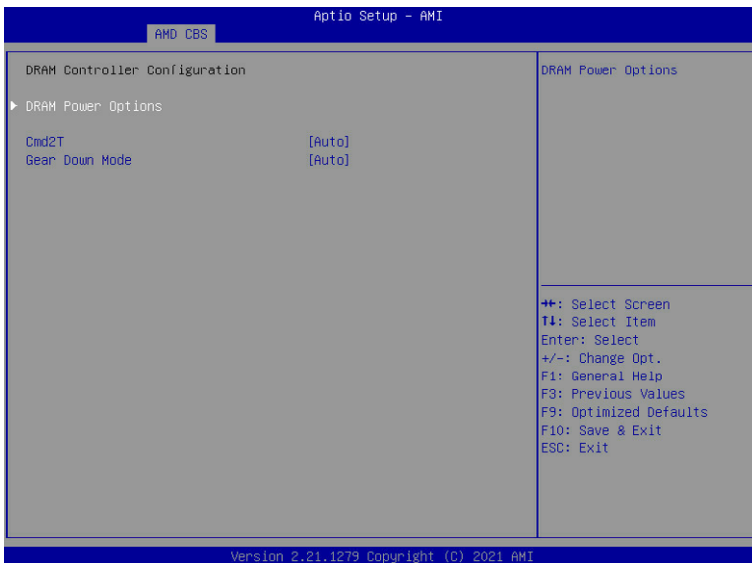 Aptio Setup - AMI
AMD CBS
DRAM Controller Configuration
DRAM Power Options
Cmd2T [Auto]
Gear Down Mode [Auto]
DRAM Power Options
→←: Select Screen
↑↓: Select Item
Enter: Select
+/-: Change Opt.
F1: General Help
F3: Previous Values
F9: Optimized Defaults
F10: Save & Exit
ESC: Exit
Version 2.21.1279 Copyright (C) 2021 AMI